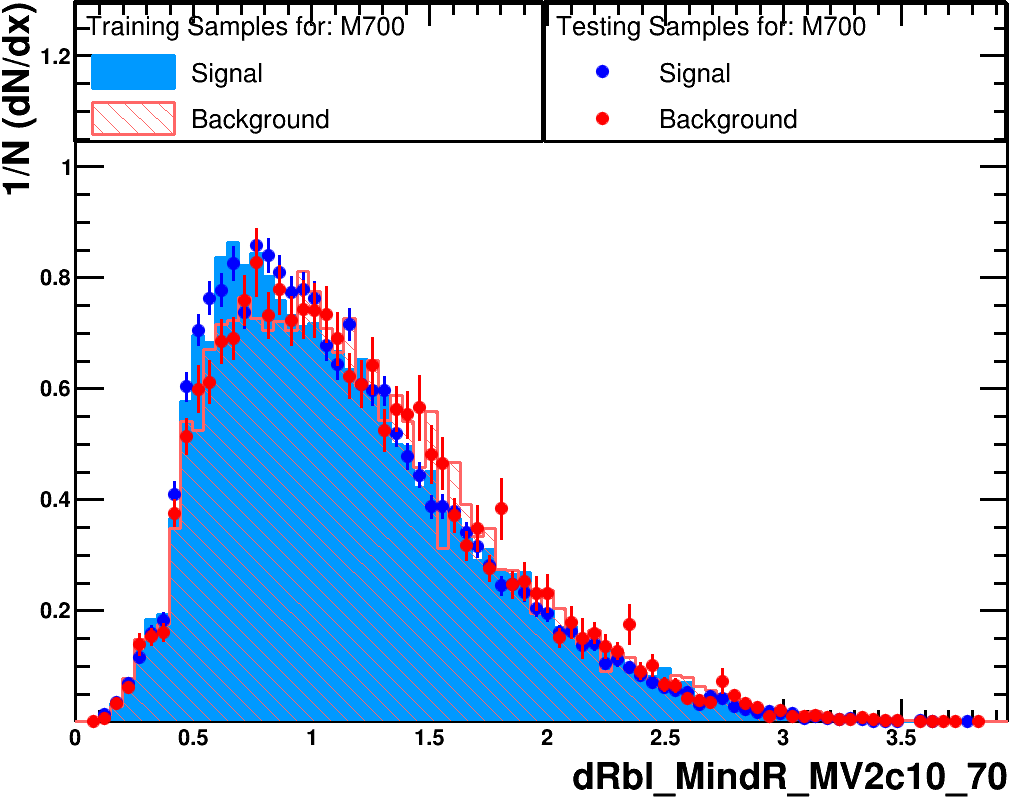 Training Samples for: M700
Signal
Background
Testing Samples for: M700
Signal
Background
1/N (dN/dx)
1.2
1
0.8
0.6
0.4
0.2
0 0.5 1 1.5 2 2.5 3 3.5
dRbl_MindR_MV2c10_70